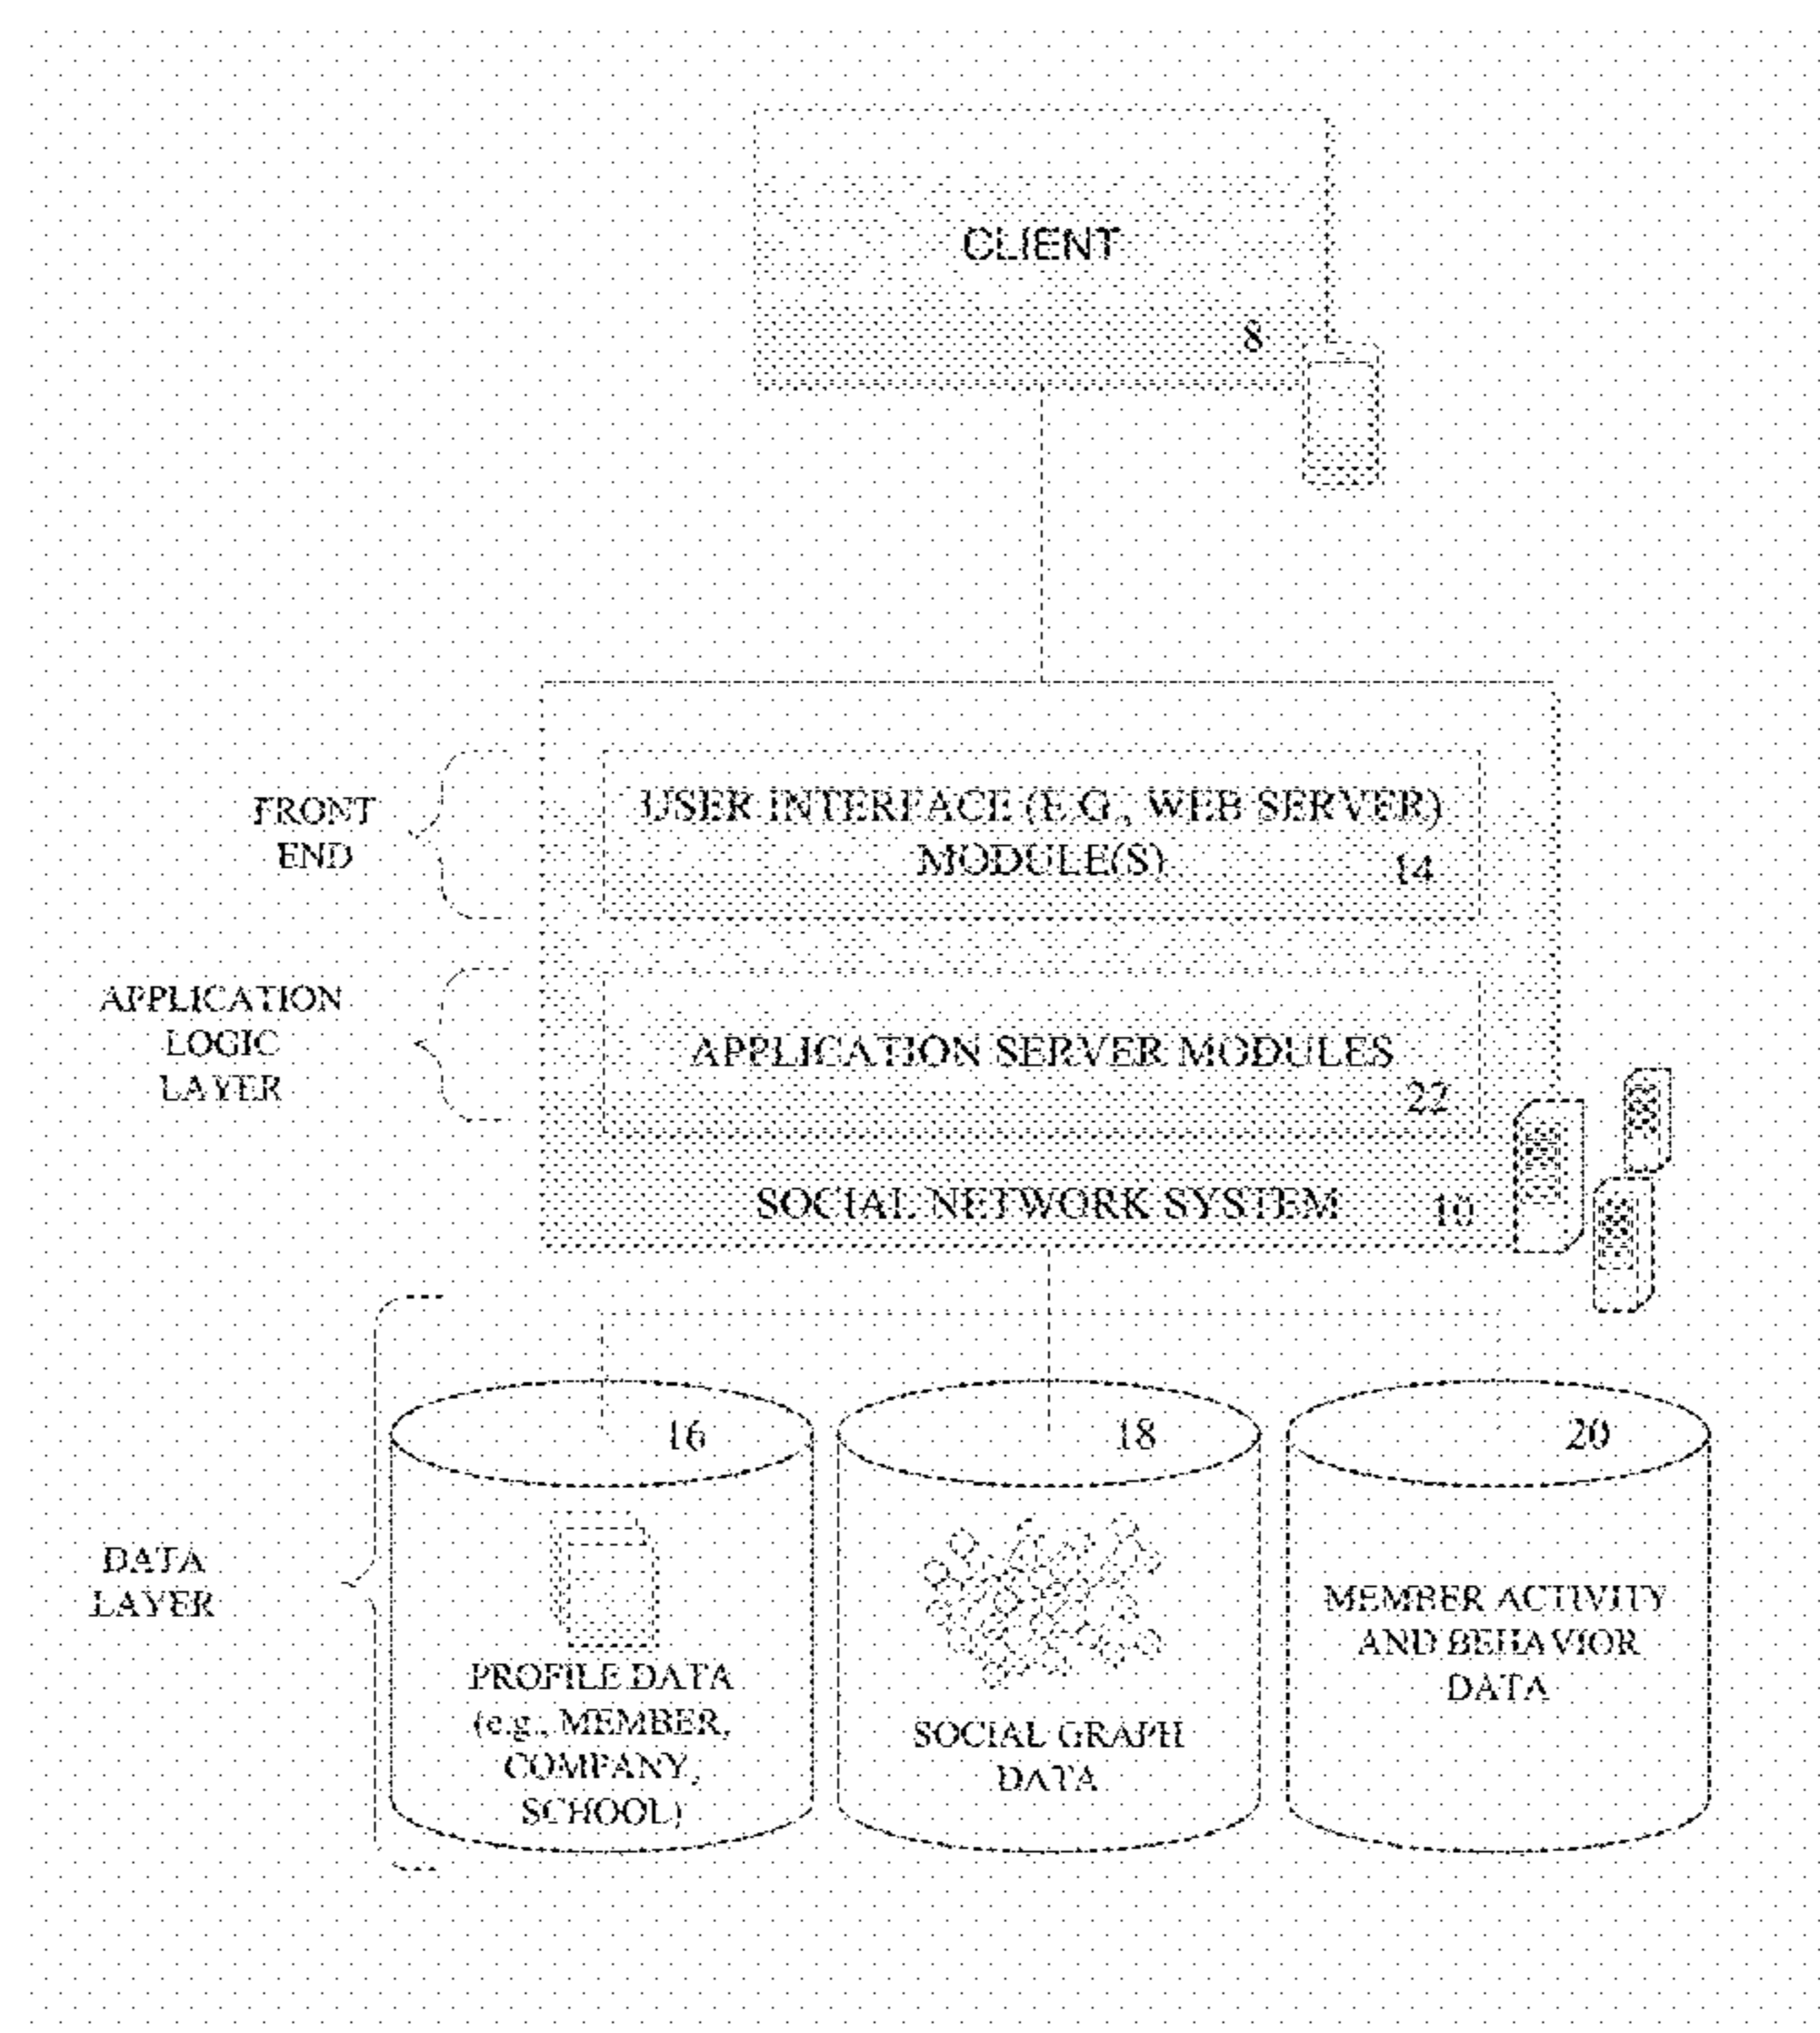 CLIENT
8
FRONT
END
USER INTERFACE (E.G., WEB SERVER)
MODULE(S)
14
APPLICATION
LOGIC
LAYER
APPLICATION SERVER MODULES
22
SOCIAL NETWORK SYSTEM
10
DATA
LAYER
16
PROFILE DATA
(e.g., MEMBER,
COMPANY,
SCHOOL)
18
SOCIAL GRAPH
DATA
20
MEMBER ACTIVITY
AND BEHAVIOR
DATA